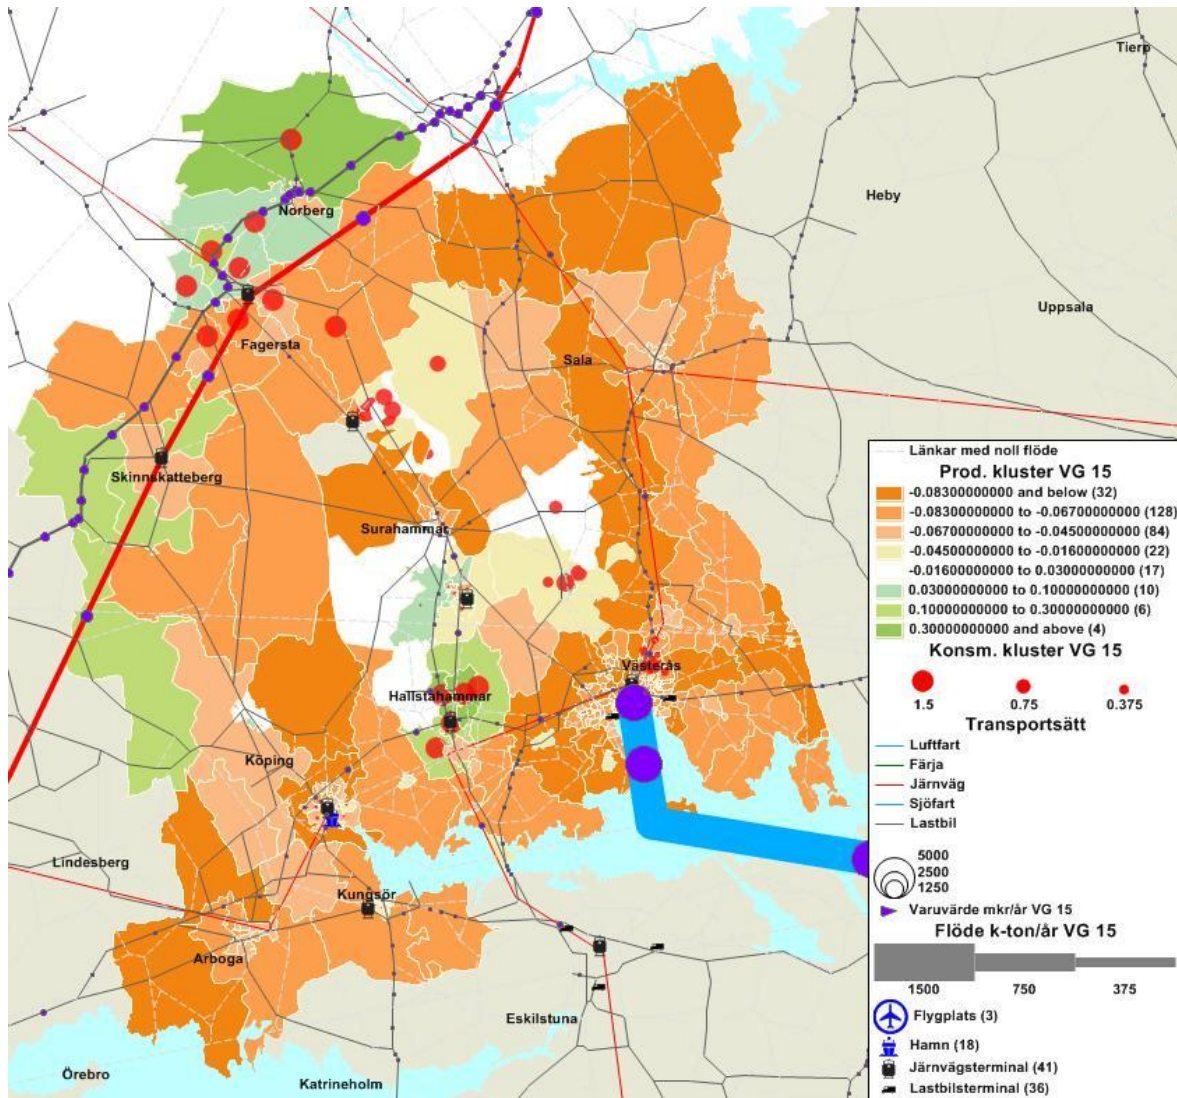 Tierp
Heby
Norberg
Uppsala
Fagersta
Sala
Skinnskatteberg
Surahammar
Västerås
Hallstahammar
Köping
Lindesberg
Kungsör
Arboga
Eskilstuna
Örebro
Katrineholm
Länkar med noll flöde
Prod. kluster VG 15
-0.08300000000 and below (32)
-0.08300000000 to -0.06700000000 (128)
-0.06700000000 to -0.04500000000 (84)
-0.04500000000 to -0.01600000000 (22)
-0.01600000000 to 0.03000000000 (17)
0.03000000000 to 0.10000000000 (10)
0.10000000000 to 0.30000000000 (6)
0.30000000000 and above (4)
Konsm. kluster VG 15
1.5 0.75 0.375
Transportsätt
Luftfart
Färja
Järnväg
Sjöfart
Lastbil
5000
2500
1250
Varuvärde mkr/år VG 15
Flöde k-ton/år VG 15
1500 750 375
Flygplats (3)
Hamn (18)
Järnvägsterminal (41)
Lastbilsterminal (36)